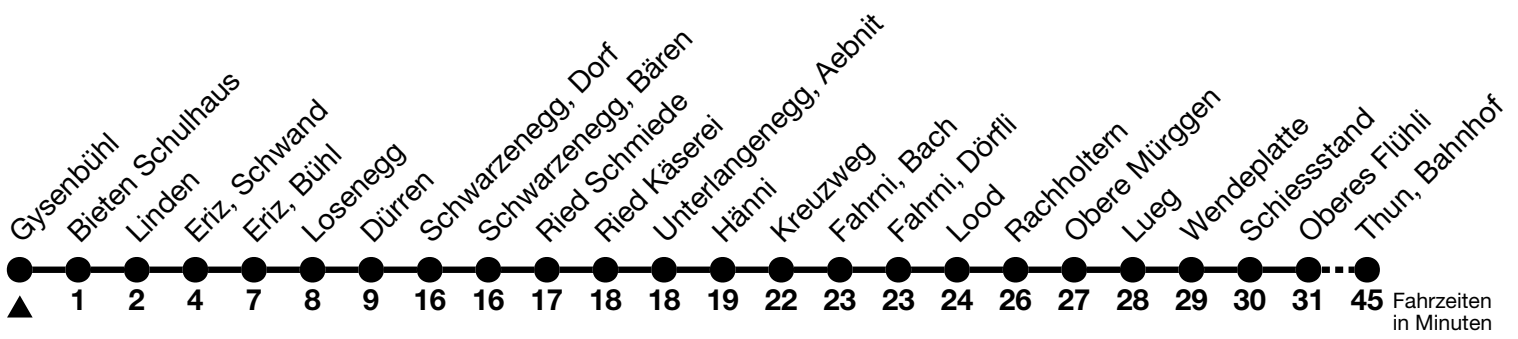 Gysenbühl
Bieten Schulhaus
Linden
Eriz, Schwand
Eriz, Bühl
Losenegg
Dürren
Schwarzenegg, Dorf
Schwarzenegg, Bären
Ried Schmiede
Ried Käserei
Unterlangenegg, Aebnit
Hänni
Kreuzweg
Fahrni, Bach
Fahrni, Dörfli
Lood
Rachholtern
Obere Mürggen
Lueg
Wendeplatte
Schiessstand
Oberes Flühli
Thun, Bahnhof
1 2 4 7 8 9 16 16 17 18 18 19 22 23 23 24 26 27 28 29 30 31 45 Fahrzeiten
in Minuten